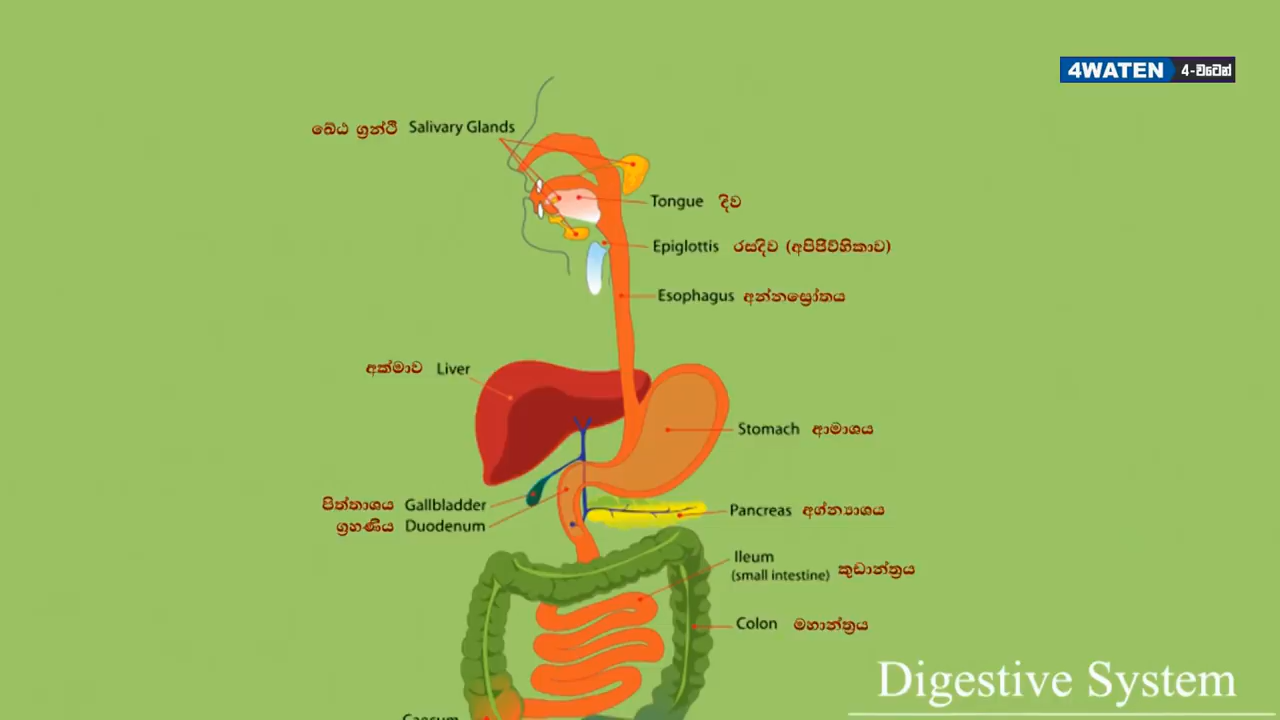 4WATEN 4-වටෙන්
ඛේඨ ග්‍රන්ථි Salivary Glands
Tongue දිව
Epiglottis රසදිව (අපිජිව්හිකාව)
Esophagus අන්නස්‍රෝතය
අක්මාව Liver
Stomach ආමාශය
පිත්තාශය Gallbladder
ග්‍රහණිය Duodenum
Pancreas අග්න්‍යාශය
Ileum
(small intestine) කුඩාන්ත්‍රය
Colon මහාන්ත්‍රය
Digestive System